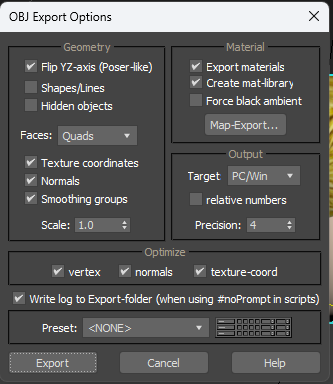 OBJ Export Options
Geometry
Flip YZ-axis (Poser-like)
Shapes/Lines
Hidden objects
Faces: Quads
Texture coordinates
Normals
Smoothing groups
Scale: 1.0
Material
Export materials
Create mat-library
Force black ambient
Map-Export...
Output
Target PC/Win
relative numbers
Precision: 4
Optimize
vertex normals texture-coord
Write log to Export-folder (when using #noPrompt in scripts)
Preset: <NONE>
Export Cancel Help